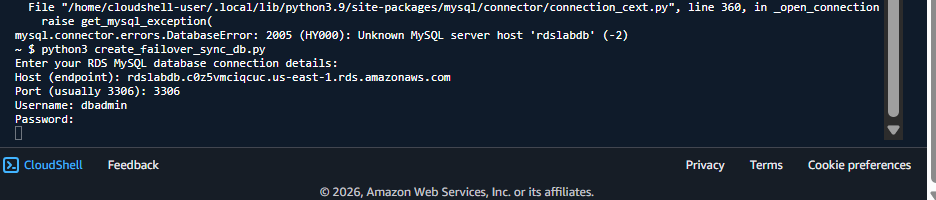 File "/home/cloudshell-user/.local/lib/python3.9/site-packages/mysql/connector/connection_cext.py", line 360, in _open_connection
raise get_mysql_exception(
mysql.connector.errors.DatabaseError: 2005 (HY000): Unknown MySQL server host 'rdslabdb' (-2)
~ $ python3 create_failover_sync_db.py
Enter your RDS MySQL database connection details:
Host (endpoint): rdslabdb.c0z5vmciqcuc.us-east-1.rds.amazonaws.com
Port (usually 3306): 3306
Username: dbadmin
Password:
CloudShell Feedback Privacy Terms Cookie preferences
© 2026, Amazon Web Services, Inc. or its affiliates.